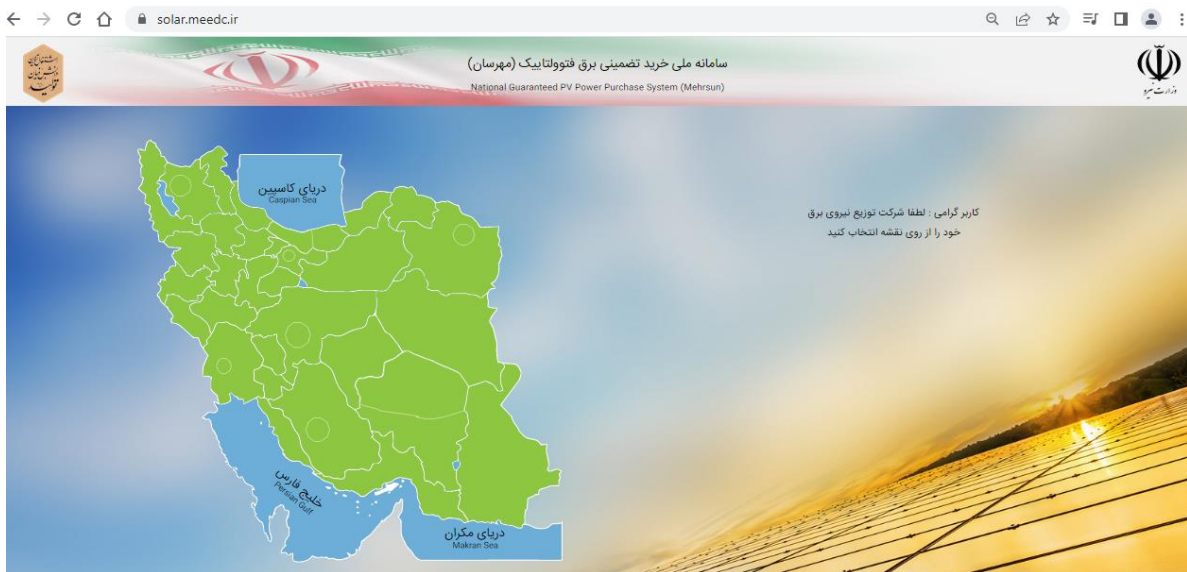 solar.meedc.ir
سامانه ملی خرید تضمینی برق فتوولتاییک (مهرسان)
National Guaranteed PV Power Purchase System (Mehrsun)
وزارت نیرو
دریای کاسپین
Caspian Sea
کاربر گرامی : لطفا شرکت توزیع نیروی برق
خود را از روی نقشه انتخاب کنید
خلیج فارس
Persian Gulf
دریای مکران
Makran Sea